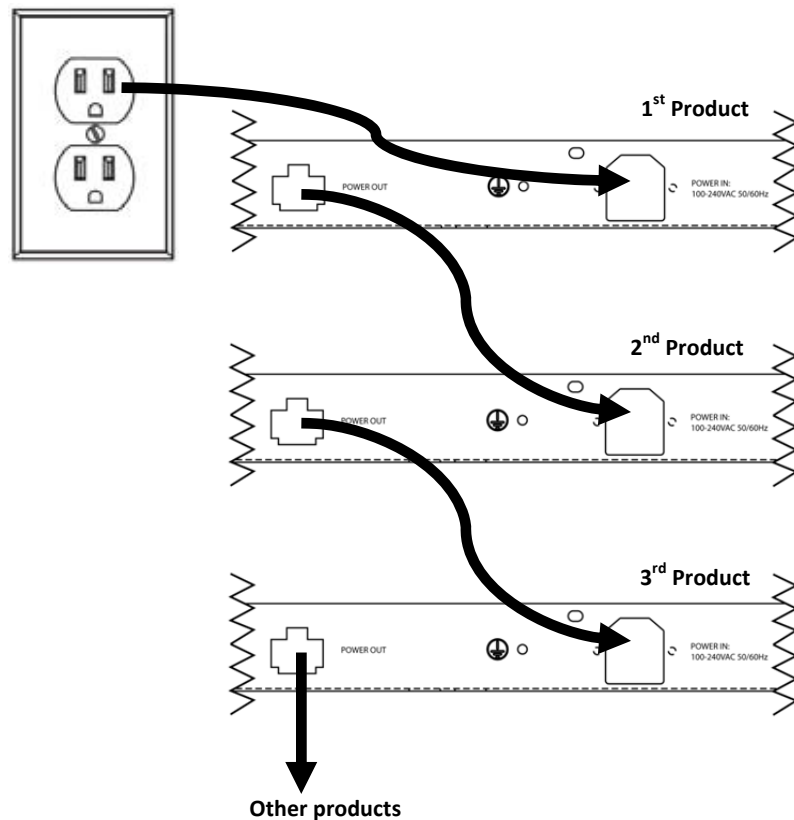 1st Product
POWER OUT
POWER IN:
100-240VAC 50/60Hz
2nd Product
POWER OUT
POWER IN:
100-240VAC 50/60Hz
3rd Product
POWER OUT
POWER IN:
100-240VAC 50/60Hz
Other products